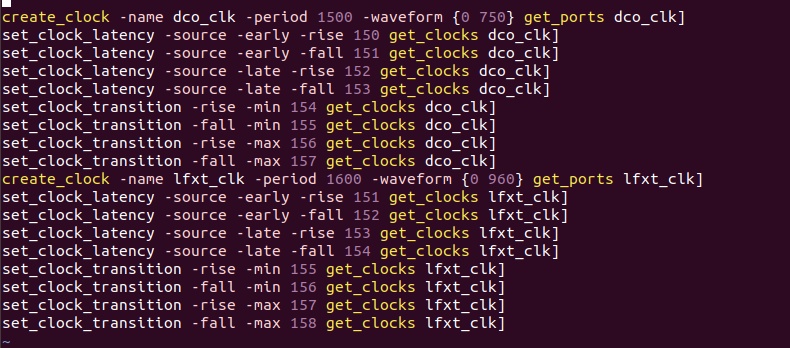 create_clock -name dco_clk -period 1500 -waveform {0 750} get_ports dco_clk]
set_clock_latency -source -early -rise 150 get_clocks dco_clk]
set_clock_latency -source -early -fall 151 get_clocks dco_clk]
set_clock_latency -source -late -rise 152 get_clocks dco_clk]
set_clock_latency -source -late -fall 153 get_clocks dco_clk]
set_clock_transition -rise -min 154 get_clocks dco_clk]
set_clock_transition -fall -min 155 get_clocks dco_clk]
set_clock_transition -rise -max 156 get_clocks dco_clk]
set_clock_transition -fall -max 157 get_clocks dco_clk]
create_clock -name lfxt_clk -period 1600 -waveform {0 960} get_ports lfxt_clk]
set_clock_latency -source -early -rise 151 get_clocks lfxt_clk]
set_clock_latency -source -early -fall 152 get_clocks lfxt_clk]
set_clock_latency -source -late -rise 153 get_clocks lfxt_clk]
set_clock_latency -source -late -fall 154 get_clocks lfxt_clk]
set_clock_transition -rise -min 155 get_clocks lfxt_clk]
set_clock_transition -fall -min 156 get_clocks lfxt_clk]
set_clock_transition -rise -max 157 get_clocks lfxt_clk]
set_clock_transition -fall -max 158 get_clocks lfxt_clk]
~